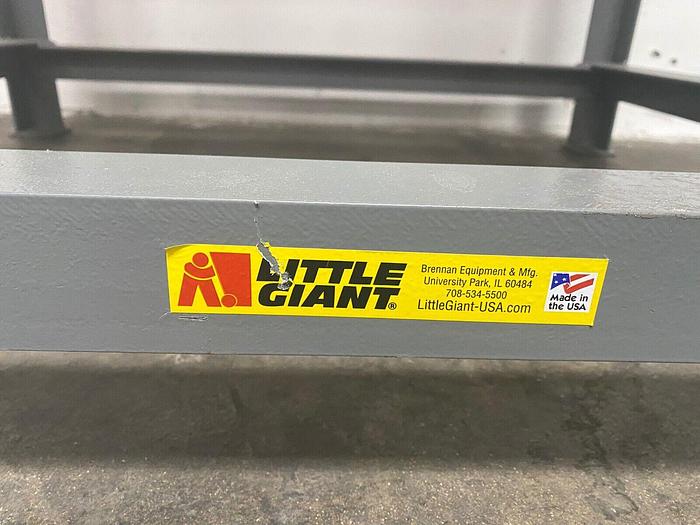 LITTLE
GIANT®
Brennan Equipment & Mfg.
University Park, IL 60484
708-534-5500
LittleGiant-USA.com
Made in
the USA